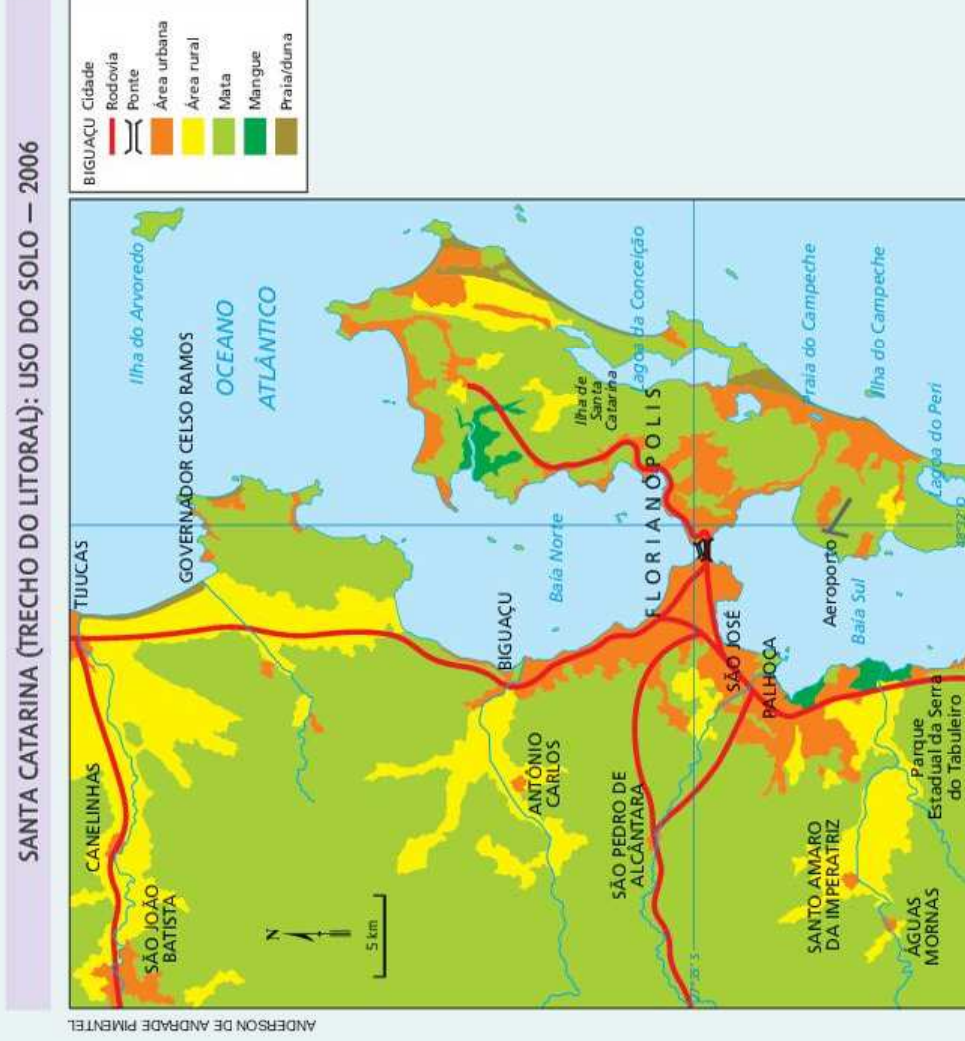 SANTA CATARINA (TRECHO DO LITORAL): USO DO SOLO — 2006
BIGUAÇU Cidade
Rodovia
Ponte
Área urbana
Área rural
Mata
Mangue
Praia/duna
TIJUCAS
CANELINHAS
SÃO JOÃO
BATISTA
Ilha do Arvoredo
OCEANO
ATLÂNTICO
GOVERNADOR CELSO RAMOS
N
5 km
BIGUAÇU
Baía Norte
ANTÔNIO
CARLOS
Ilha de
Santa
Catarina
Lagoa da Conceição
FLORIANÓPOLIS
SÃO PEDRO DE
ALCÂNTARA
SÃO JOSÉ
PALHOÇA
27°35' S
Praia do Campeche
Ilha do Campeche
Aeroporto
Baía Sul
Lagoa do Peri
SANTO AMARO
DA IMPERATRIZ
ÁGUAS
MORNAS
Parque
Estadual da Serra
do Tabuleiro
48°32' O
ANDERSON DE ANDRADE PIMENTEL